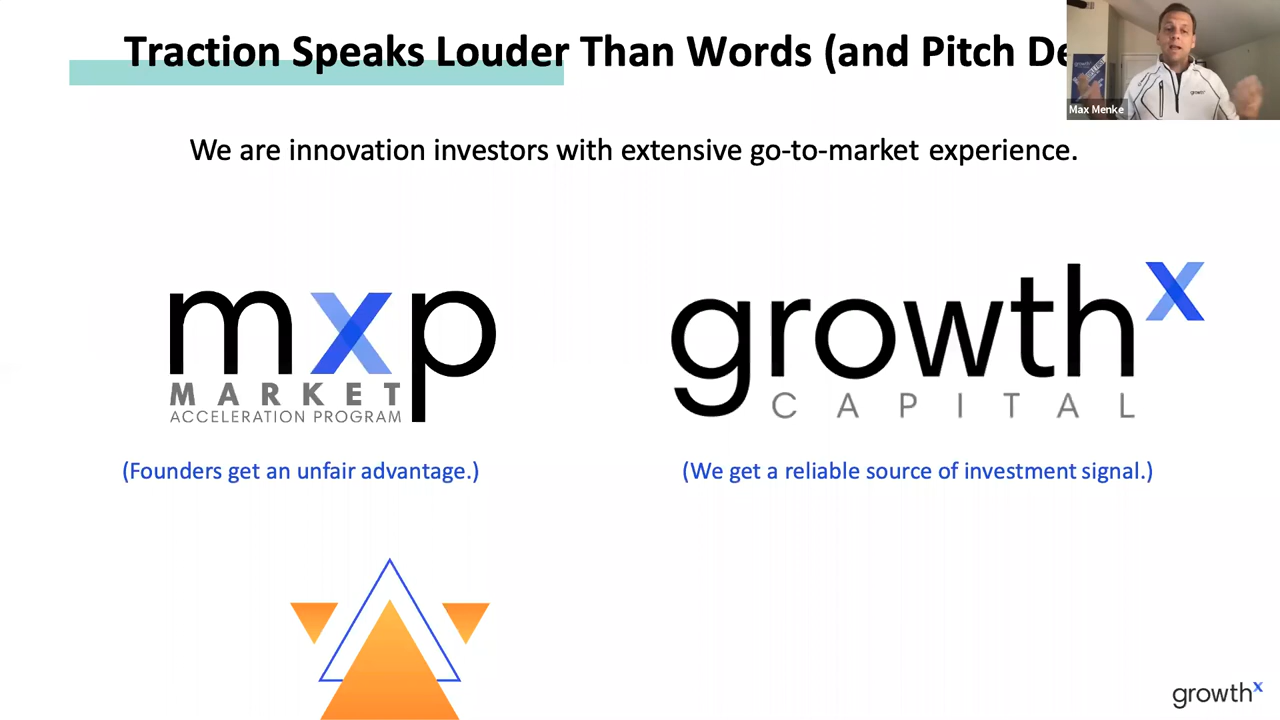 Traction Speaks Louder Than Words (and Pitch De
Max Menke
We are innovation investors with extensive go-to-market experience.
mxp
MARKET
ACCELERATION PROGRAM
growthx
CAPITAL
(Founders get an unfair advantage.)
(We get a reliable source of investment signal.)
growthx